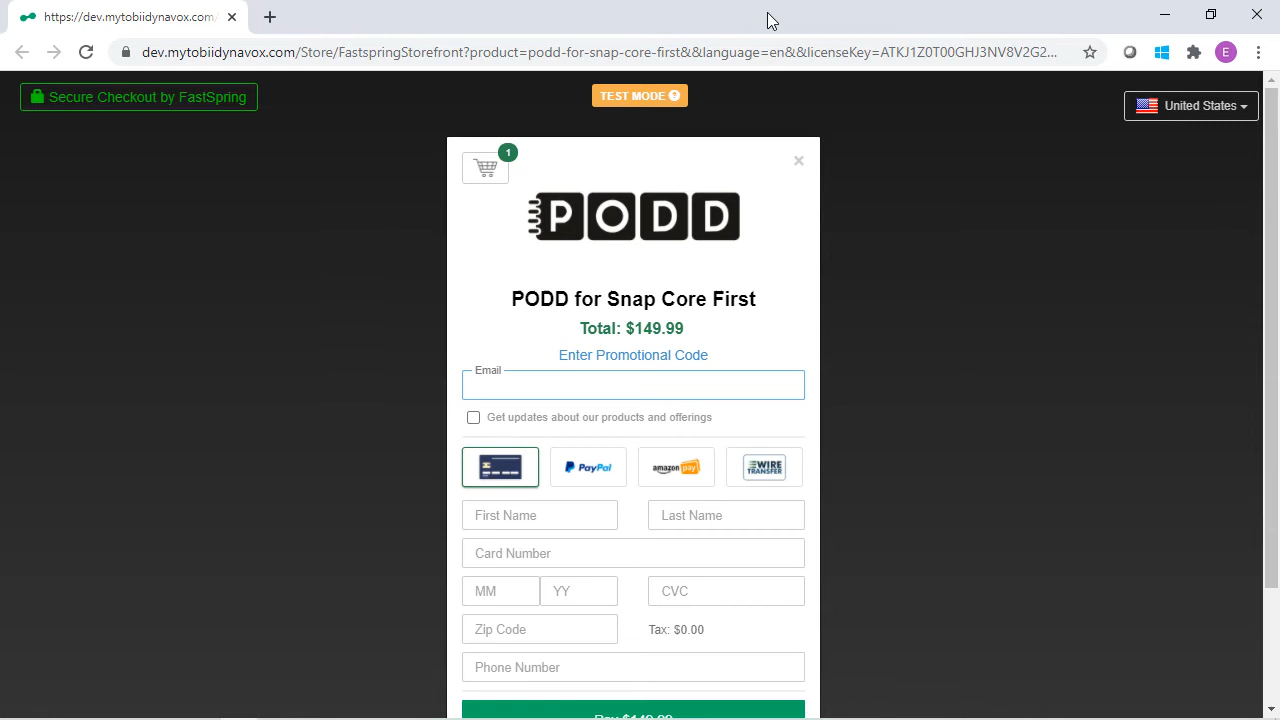 https://dev.mytobiidynavox.com/S
dev.mytobiidynavox.com/Store/FastspringStorefront?product=podd-for-snap-core-first&&language=en&&licenseKey=ATKJ1Z0T00GHJ3NV8V2G2...
E
Secure Checkout by FastSpring
TEST MODE ?
United States
1
PODD
PODD for Snap Core First
Total: $149.99
Enter Promotional Code
Email
Get updates about our products and offerings
PayPal
amazon pay
WIRE TRANSFER
First Name
Last Name
Card Number
MM
YY
CVC
Zip Code
Tax: $0.00
Phone Number
Pay $149.99